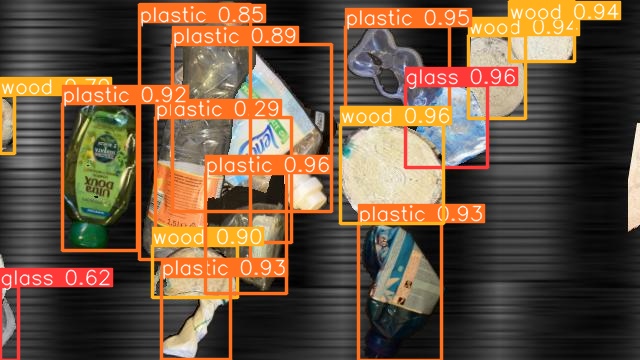 plastic 0.85
plastic 0.95
wood 0.94
plastic 0.89
wood 0.94
glass 0.96
wood 0.79
plastic 0.92
plastic 0.29
wood 0.96
plastic 0.96
Ultra
DOUX
plastic 0.93
wood 0.90
plastic 0.93
glass 0.62